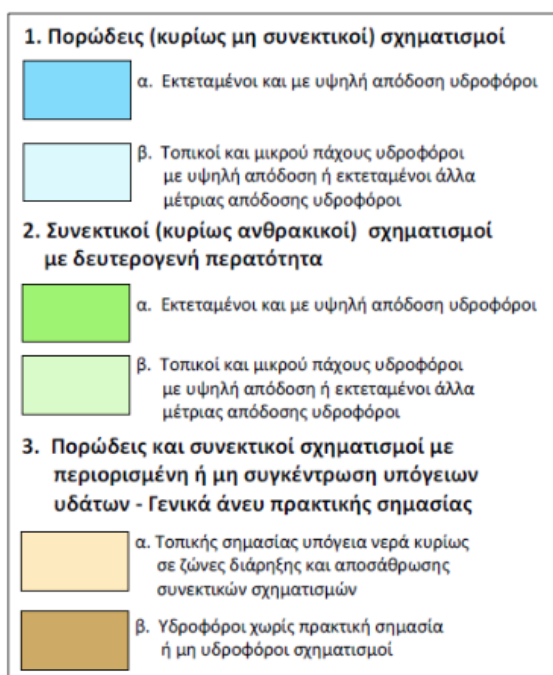 1. Πορώδεις (κυρίως μη συνεκτικοί) σχηματισμοί
α. Εκτεταμένοι και με υψηλή απόδοση υδροφόροι
β. Τοπικοί και μικρού πάχους υδροφόροι
με υψηλή απόδοση ή εκτεταμένοι άλλα
μέτριας απόδοσης υδροφόροι
2. Συνεκτικοί (κυρίως ανθρακικοί) σχηματισμοί
με δευτερογενή περατότητα
α. Εκτεταμένοι και με υψηλή απόδοση υδροφόροι
β. Τοπικοί και μικρού πάχους υδροφόροι
με υψηλή απόδοση ή εκτεταμένοι άλλα
μέτριας απόδοσης υδροφόροι
3. Πορώδεις και συνεκτικοί σχηματισμοί με
περιορισμένη ή μη συγκέντρωση υπόγειων
υδάτων - Γενικά άνευ πρακτικής σημασίας
α. Τοπικής σημασίας υπόγεια νερά κυρίως
σε ζώνες διάρηξης και αποσάθρωσης
συνεκτικών σχηματισμών
β. Υδροφόροι χωρίς πρακτική σημασία
ή μη υδροφόροι σχηματισμοί